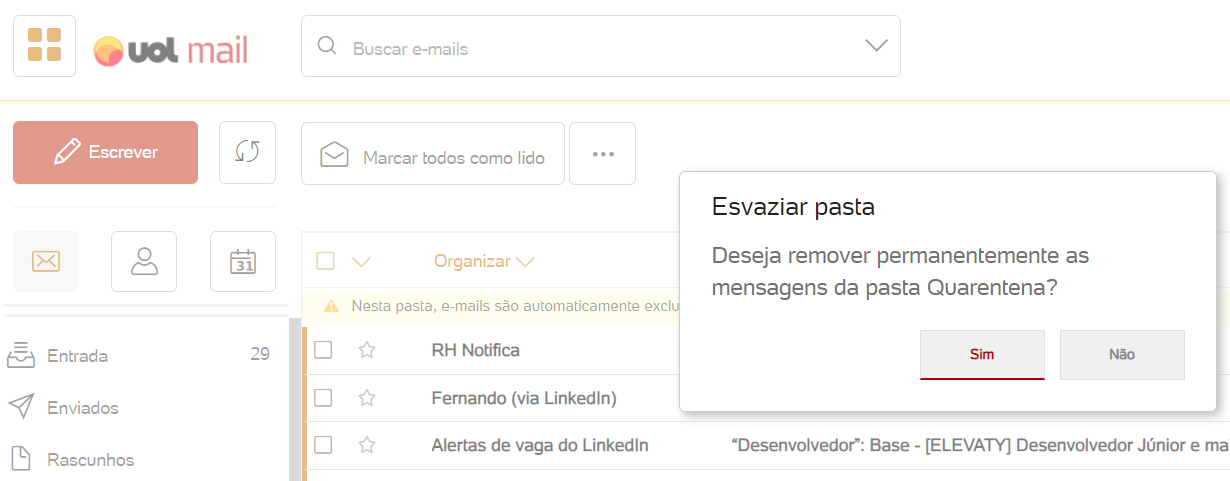 uol mail
Buscar e-mails
Escrever
Marcar todos como lido
Esvaziar pasta
Deseja remover permanentemente as
mensagens da pasta Quarentena?
Sim
Não
31
Organizar
Nesta pasta, e-mails são automaticamente exclu
Entrada 29
RH Notifica
Enviados
Fernando (via LinkedIn)
Rascunhos
Alertas de vaga do LinkedIn “Desenvolvedor”: Base - [ELEVATY] Desenvolvedor Júnior e ma